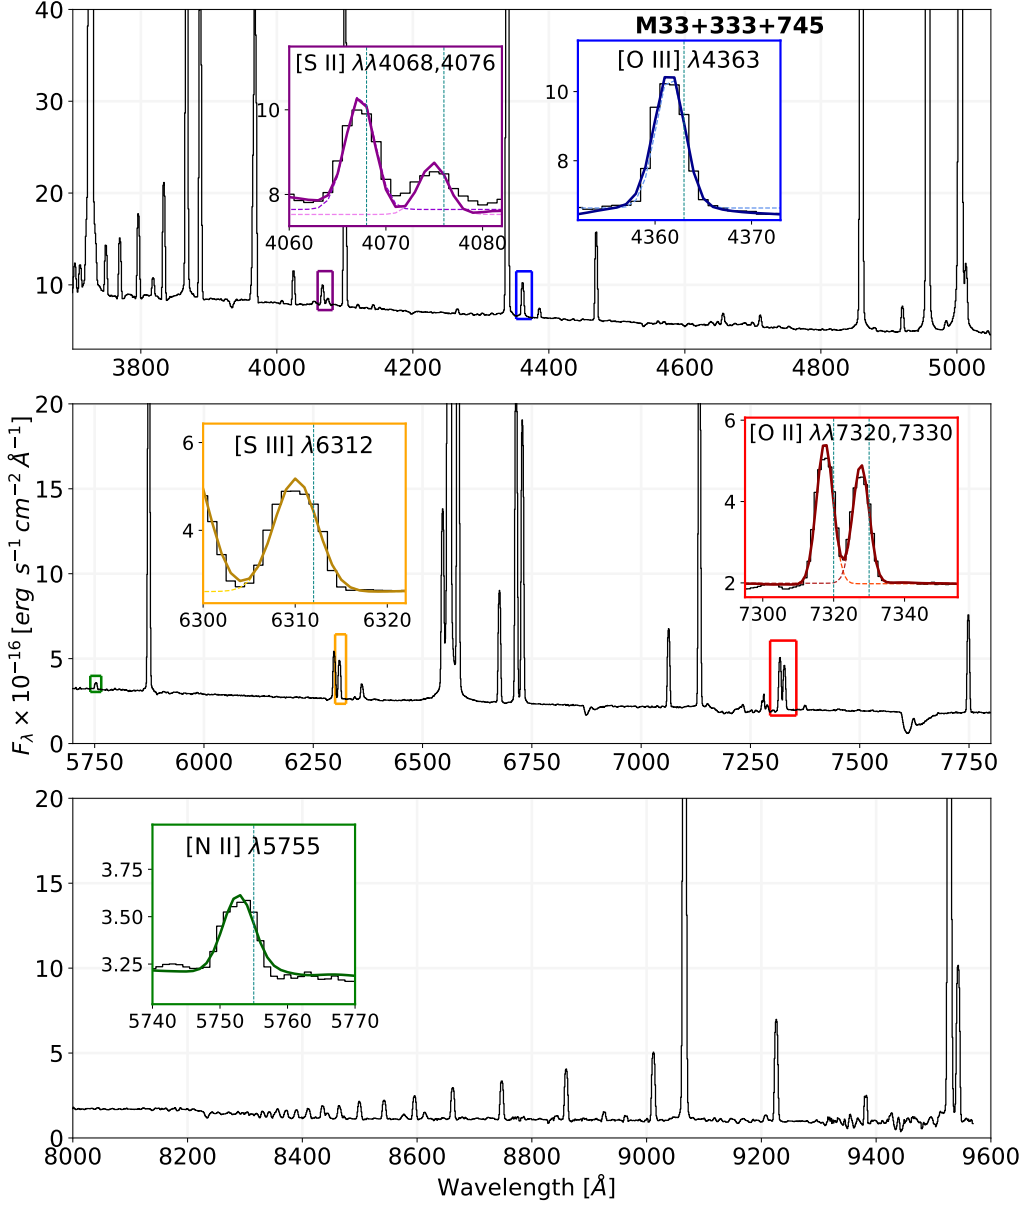 M33+333+745
40
30
20
10
[S II] λλ4068,4076
10
8
4060 4070 4080
[O III] λ4363
10
8
4360 4370
3800 4000 4200 4400 4600 4800 5000
F_λ × 10⁻¹⁶ [erg s⁻¹ cm⁻² Å⁻¹]
20
15
10
5
0
[S III] λ6312
6
4
6300 6310 6320
[O II] λλ7320,7330
6
4
2
7300 7320 7340
5750 6000 6250 6500 6750 7000 7250 7500 7750
20
15
10
5
0
[N II] λ5755
3.75
3.50
3.25
5740 5750 5760 5770
8000 8200 8400 8600 8800 9000 9200 9400 9600
Wavelength [Å]